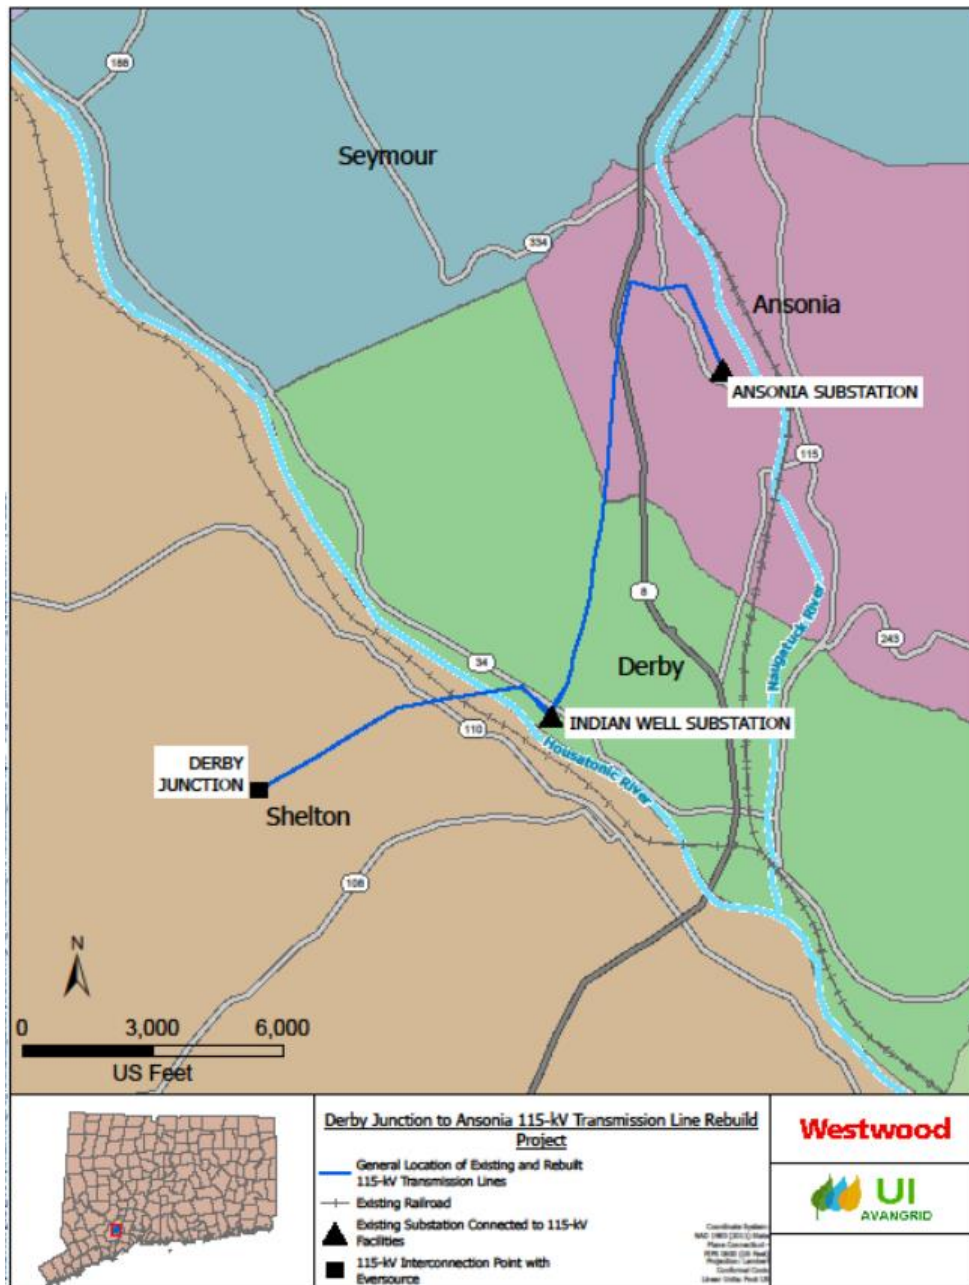 188
Seymour
334
Ansonia
ANSONIA SUBSTATION
115
8
Naugatuck River
243
34
Derby
INDIAN WELL SUBSTATION
110
Housatonic River
DERBY
JUNCTION
Shelton
108
N
0 3,000 6,000
US Feet
Derby Junction to Ansonia 115-kV Transmission Line Rebuild
Project
General Location of Existing and Rebuilt
115-kV Transmission Lines
Existing Railroad
Existing Substation Connected to 115-kV
Facilities
115-kV Interconnection Point with
Eversource
Westwood
UI
AVANGRID
Coordinate System: